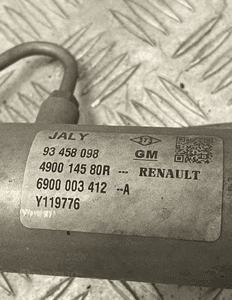 JALY
93 458 098 GM
4900 145 80R --- RENAULT
6900 003 412 --A
Y119776